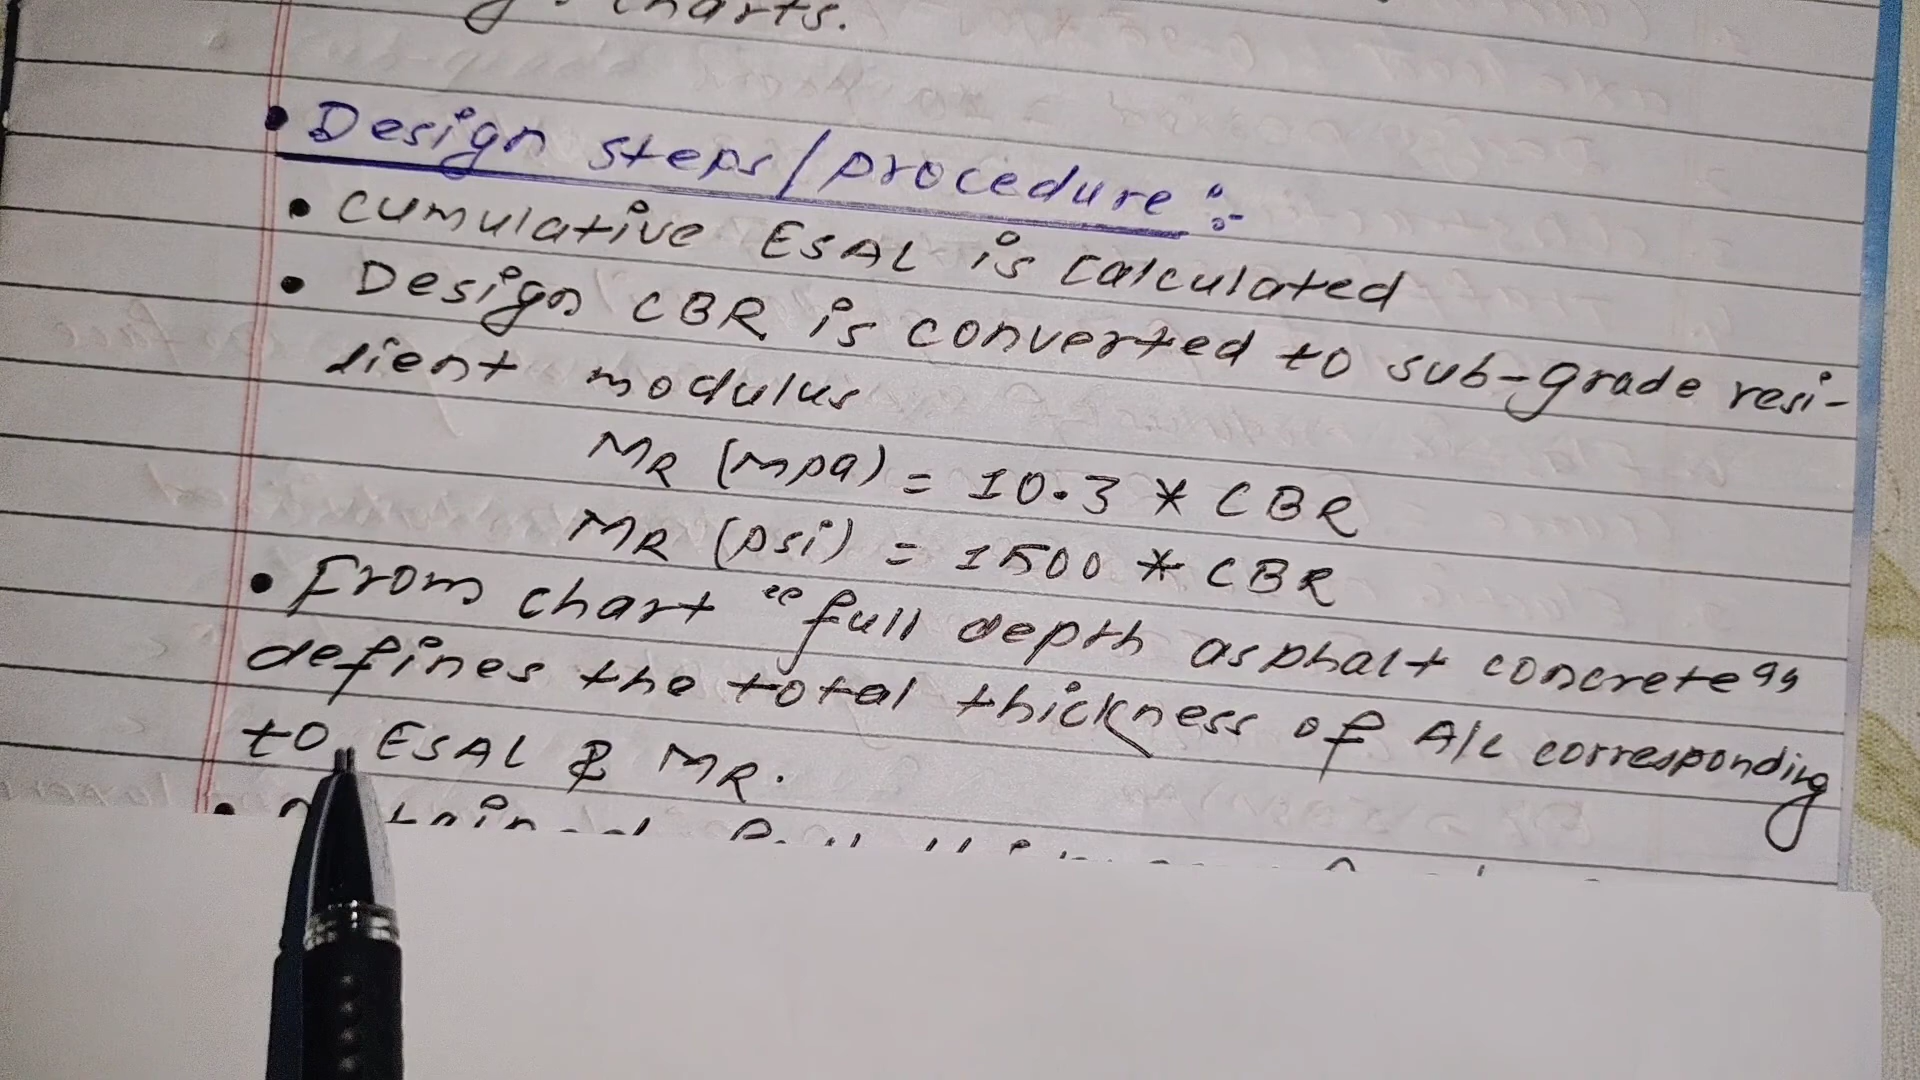 charts.
• Design steps/procedure :-
• cumulative ESAL is calculated
• Design CBR is converted to sub-grade resi-
lient modulus
MR (mpa) = 10.3 * CBR
MR (psi) = 1500 * CBR
• From chart "full depth asphalt concrete"
defines the total thickness of A/C corresponding
to ESAL & MR.